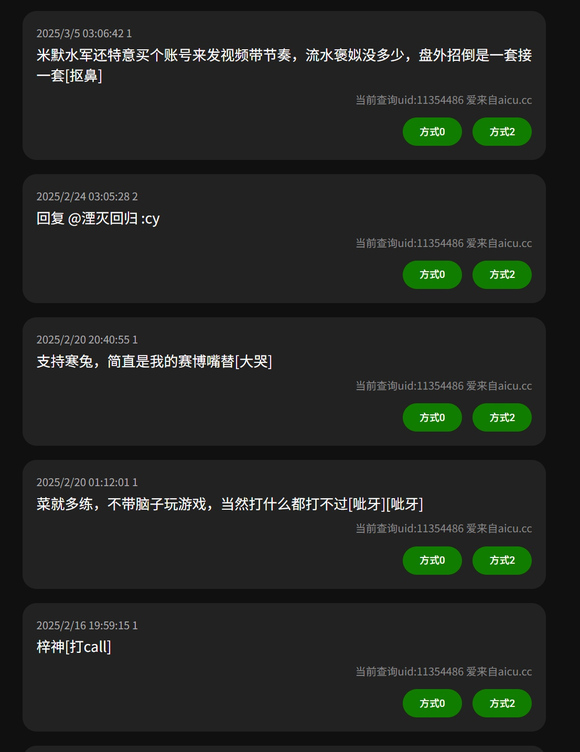 2025/3/5 03:06:42 1
米默水军还特意买个账号来发视频带节奏，流水褒姒没多少，盘外招倒是一套接
一套[抠鼻]
当前查询uid:11354486 爱来自aicu.cc
方式0 方式2
2025/2/24 03:05:28 2
回复 @湮灭回归 :cy
当前查询uid:11354486 爱来自aicu.cc
方式0 方式2
2025/2/20 20:40:55 1
支持寒兔，简直是我的赛博嘴替[大哭]
当前查询uid:11354486 爱来自aicu.cc
方式0 方式2
2025/2/20 01:12:01 1
菜就多练，不带脑子玩游戏，当然打什么都打不过[呲牙][呲牙]
当前查询uid:11354486 爱来自aicu.cc
方式0 方式2
2025/2/16 19:59:15 1
梓神[打call]
当前查询uid:11354486 爱来自aicu.cc
方式0 方式2